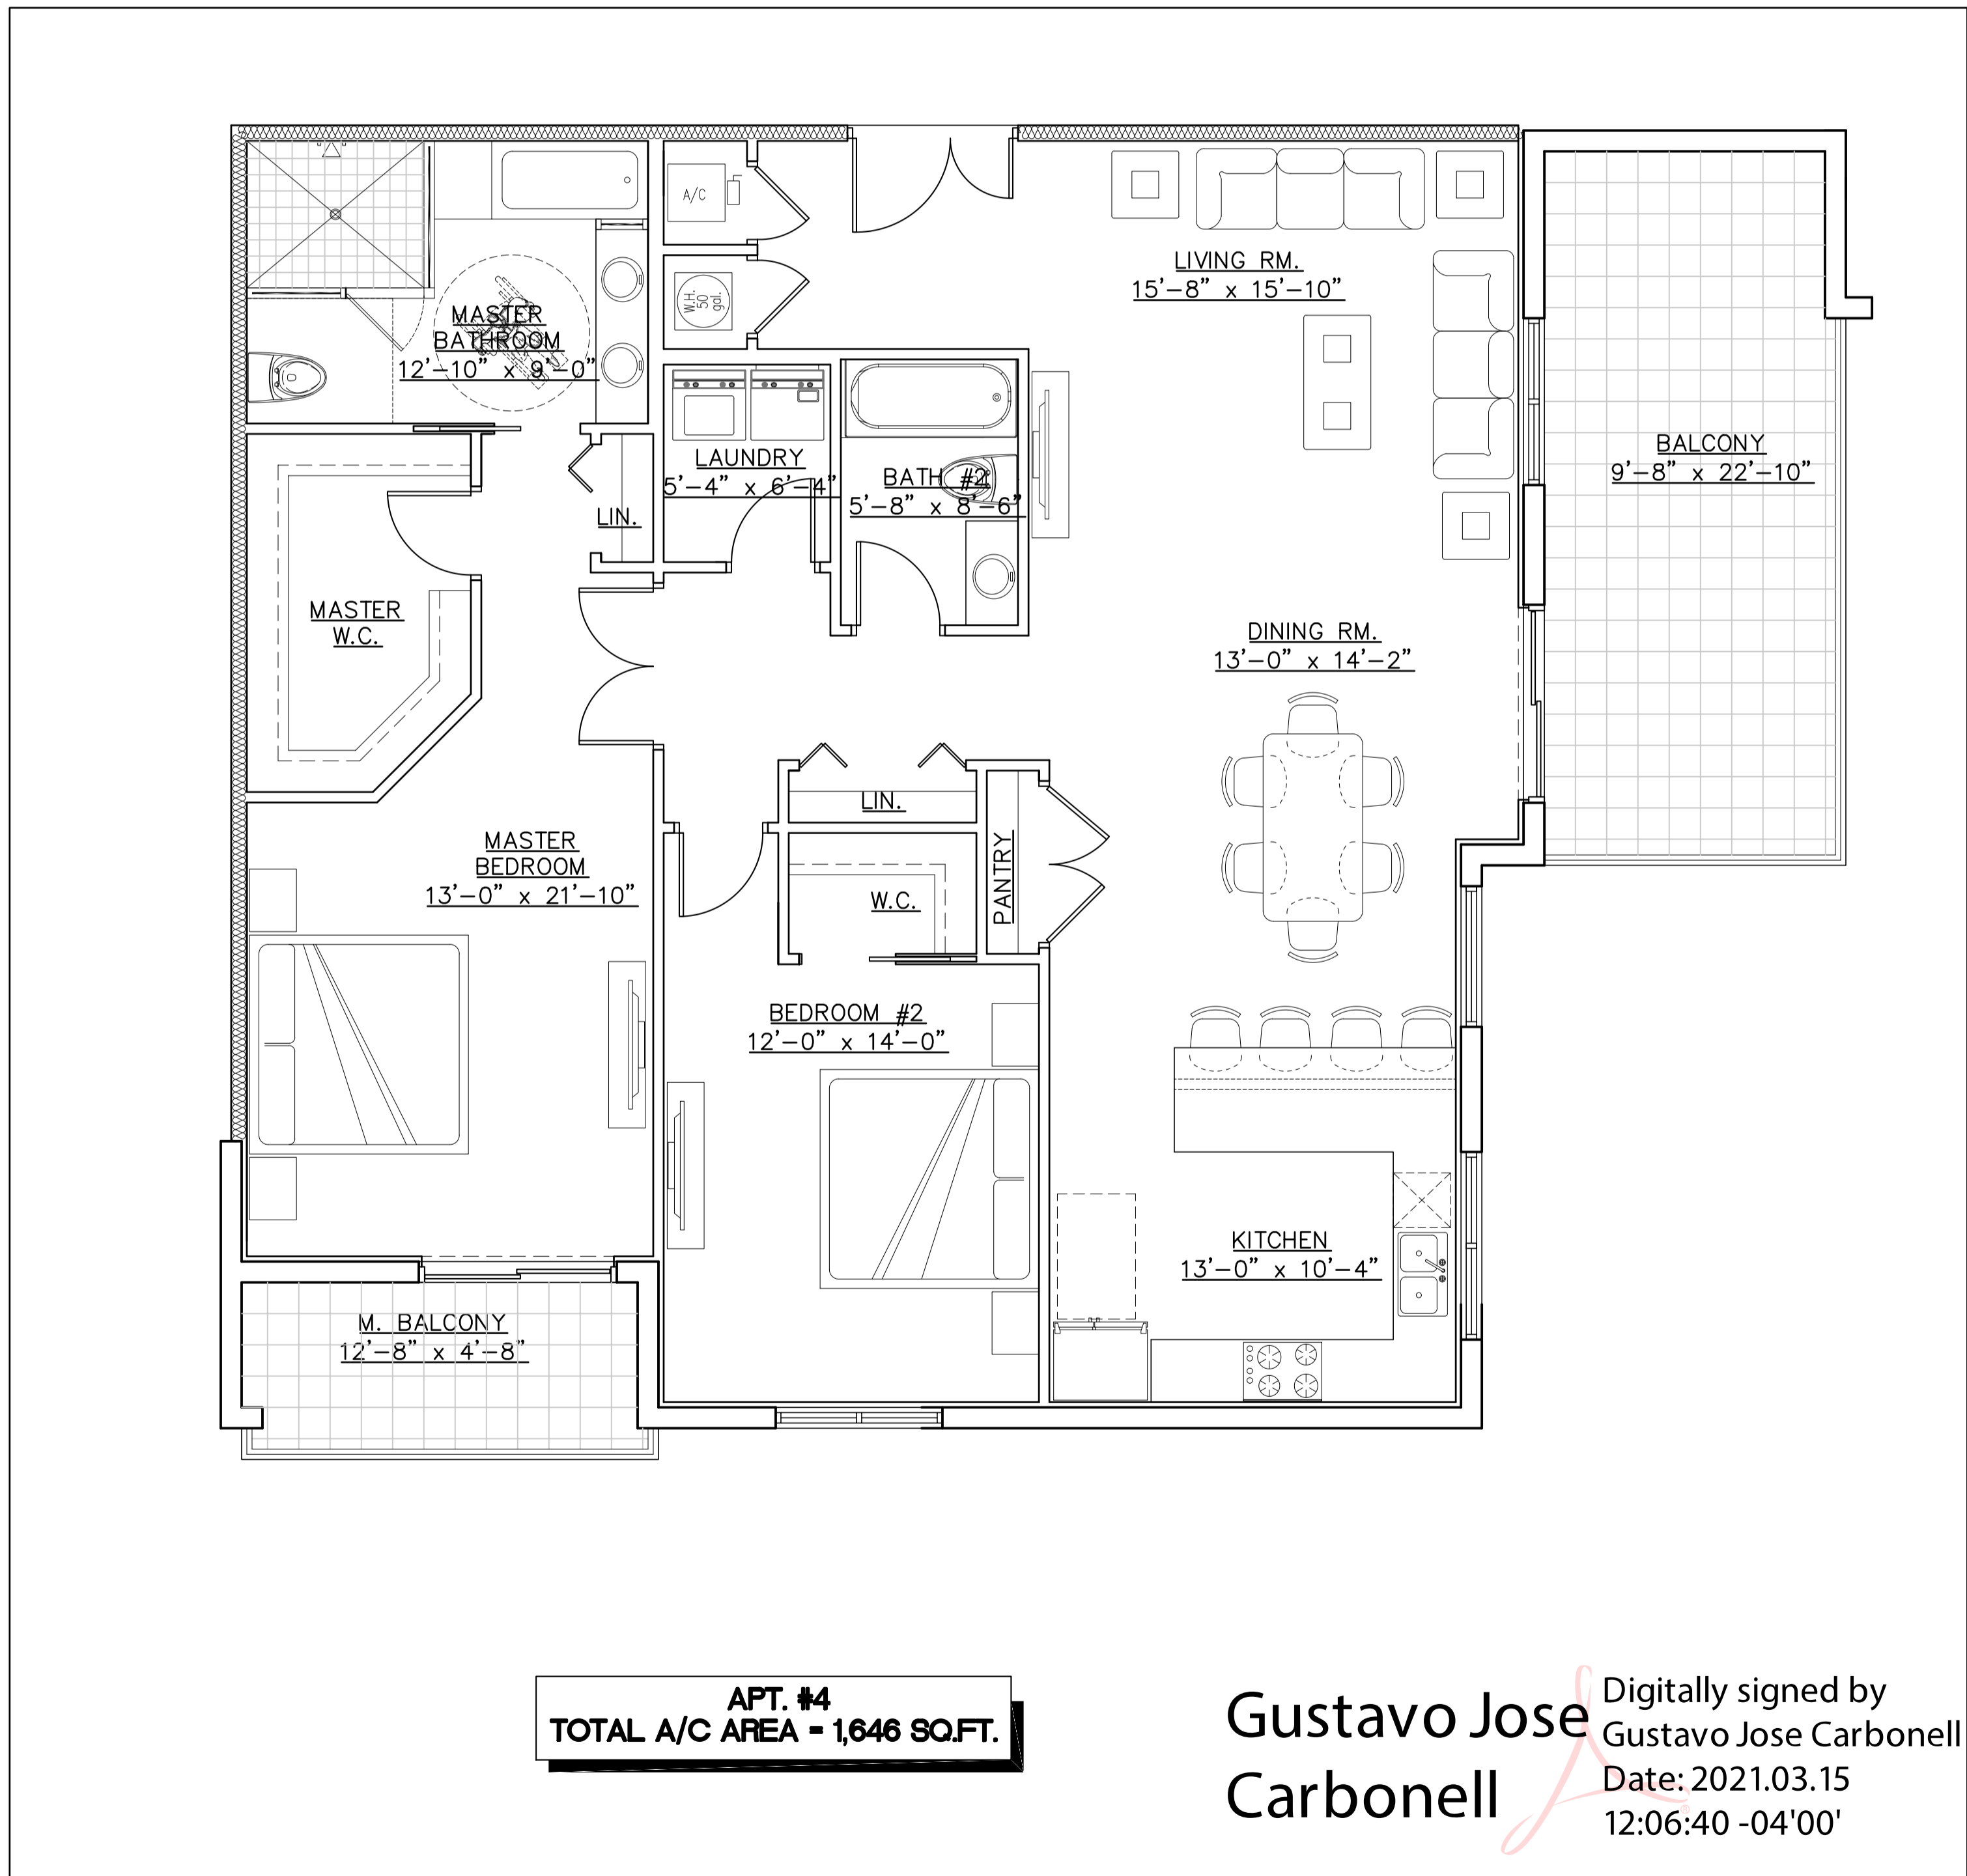 A/C
LIVING RM.
15'-8" x 15'-10"
W.H.
50
gal.
MASTER
BATHROOM
12'-10" x 9'-0"
LAUNDRY
5'-4" x 6'-4"
BATH #2
5'-8" x 8'-6"
BALCONY
9'-8" x 22'-10"
LIN.
MASTER
W.C.
DINING RM.
13'-0" x 14'-2"
LIN.
MASTER
BEDROOM
13'-0" x 21'-10"
W.C.
PANTRY
BEDROOM #2
12'-0" x 14'-0"
KITCHEN
13'-0" x 10'-4"
M. BALCONY
12'-8" x 4'-8"
APT. #4
TOTAL A/C AREA = 1,646 SQ.FT.
Gustavo Jose
Carbonell
Digitally signed by
Gustavo Jose Carbonell
Date: 2021.03.15
12:06:40 -04'00'